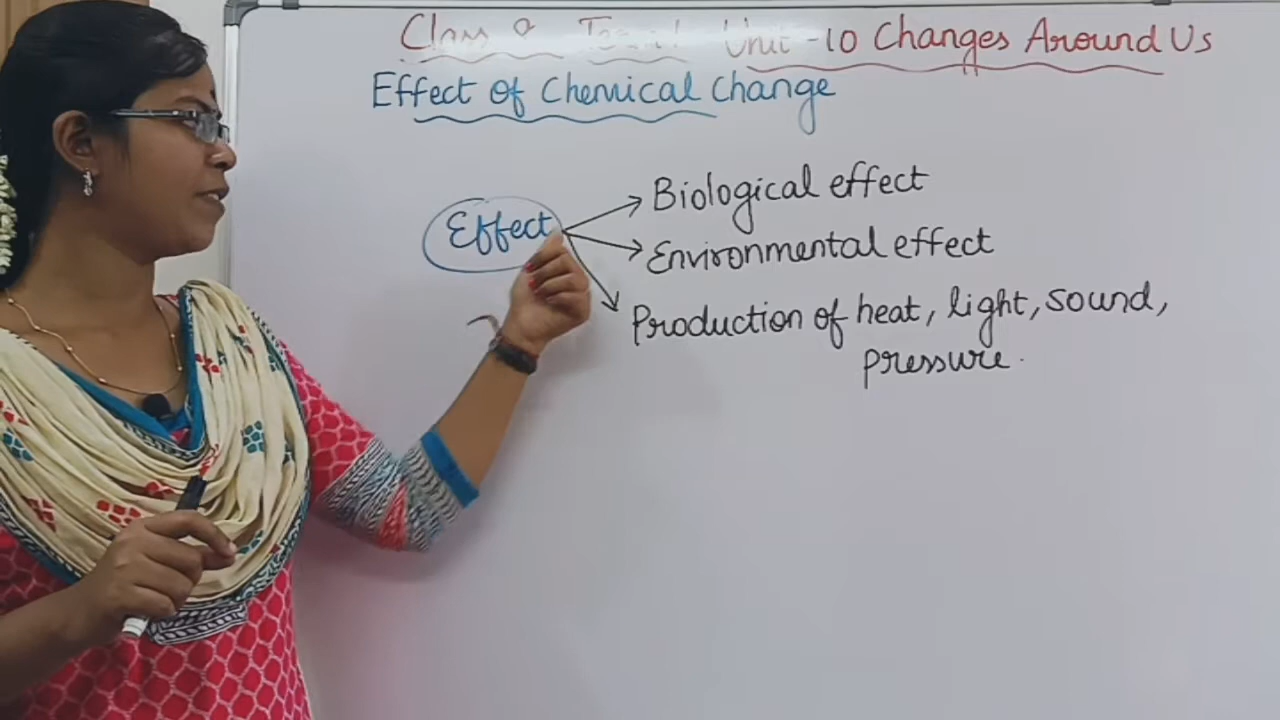 Class Unit-10 Changes Around Us
Effect of Chemical Change
Effect
Biological effect
Environmental effect
Production of heat, light, sound,
pressure.